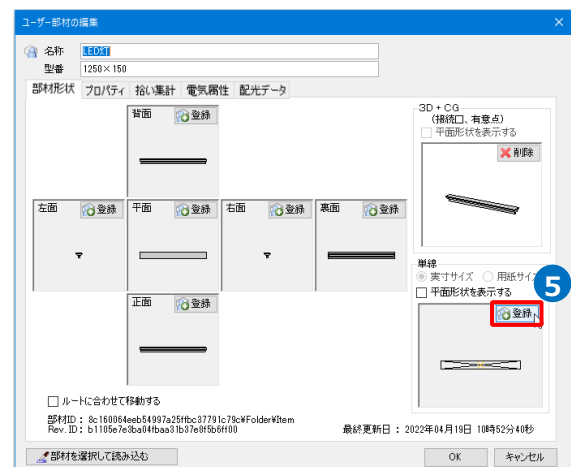 ユーザー部材の編集
名称 LED灯
型番 1250×150
部材形状 プロパティ 拾い集計 電気属性 配光データ
背面 登録
3D+CG
(接続口、有意点)
平面形状を表示する
削除
左面 登録 平面 登録 右面 登録 裏面 登録
単線
実寸サイズ 用紙サイ
5
平面形状を表示する
登録
正面 登録
ルートに合わせて移動する
部材ID : 8c160064eeb54997a25ffbc37791c79c¥Folder¥Item
Rev. ID : b1105e7e3ba04fbaa31b37e8f5b6ff00
最終更新日 : 2022年04月19日 10時52分40秒
部材を選択して読み込む OK キャンセル